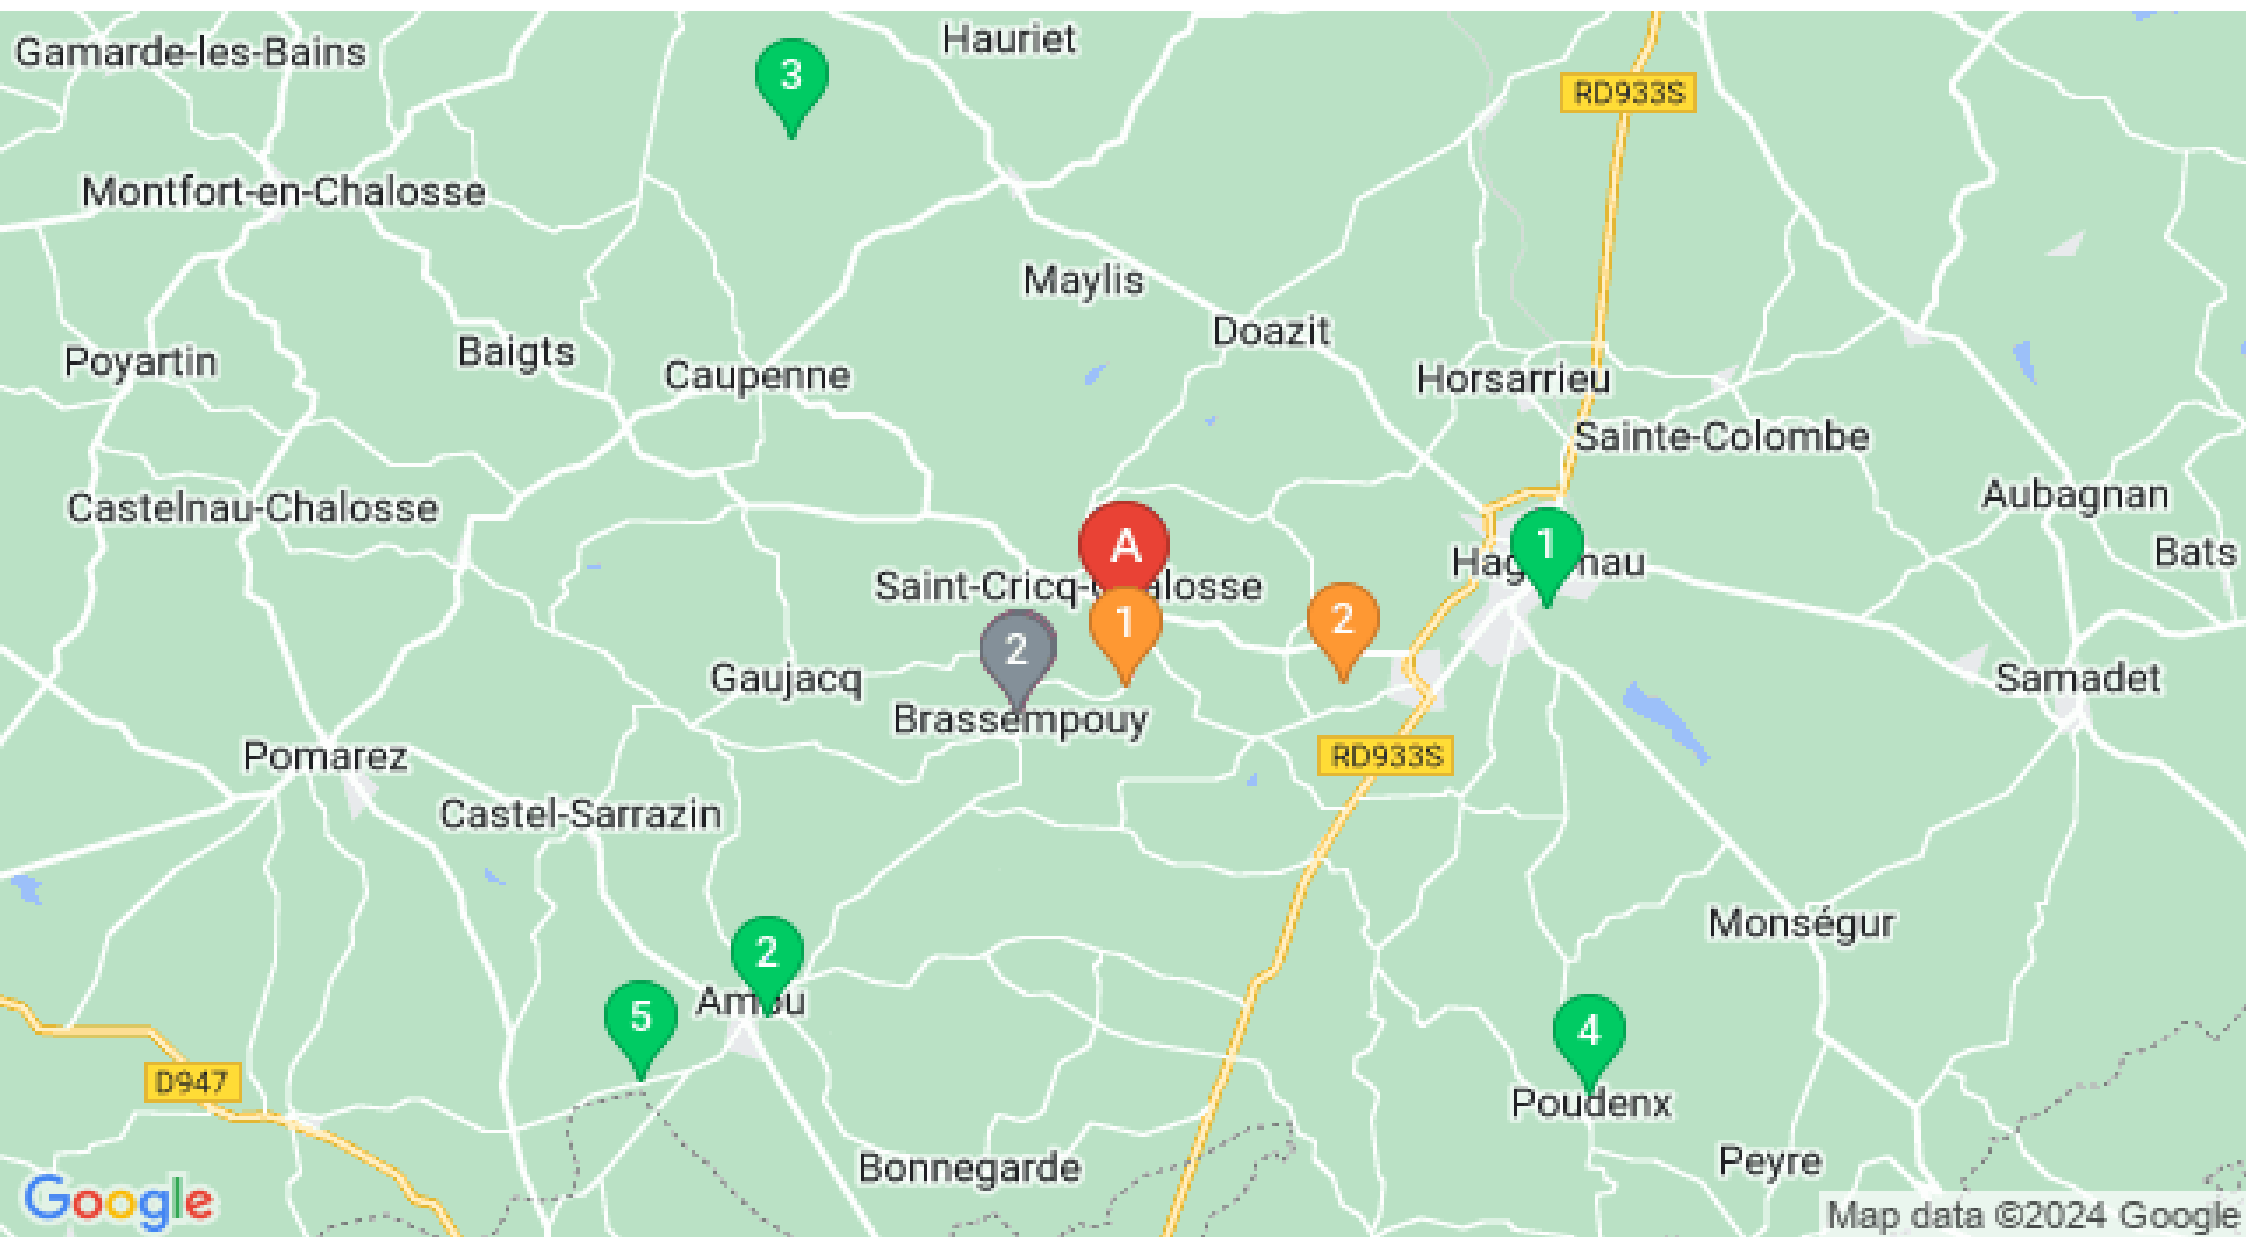 Gamarde-les-Bains
Hauriet
3
RD933S
Montfort-en-Chalosse
Maylis
Doazit
Poyartin
Baigts
Caupenne
Horsarrieu
Sainte-Colombe
Castelnau-Chalosse
Aubagnan
A
1
Bats
Saint-Cricq-
alosse
Hag
nau
2
1
2
Gaujacq
Samadet
Brassempouy
Pomarez
RD933S
Castel-Sarrazin
Monségur
2
Amou
5
4
D947
Poudenx
Bonnegarde
Peyre
Google
Map data ©2024 Google